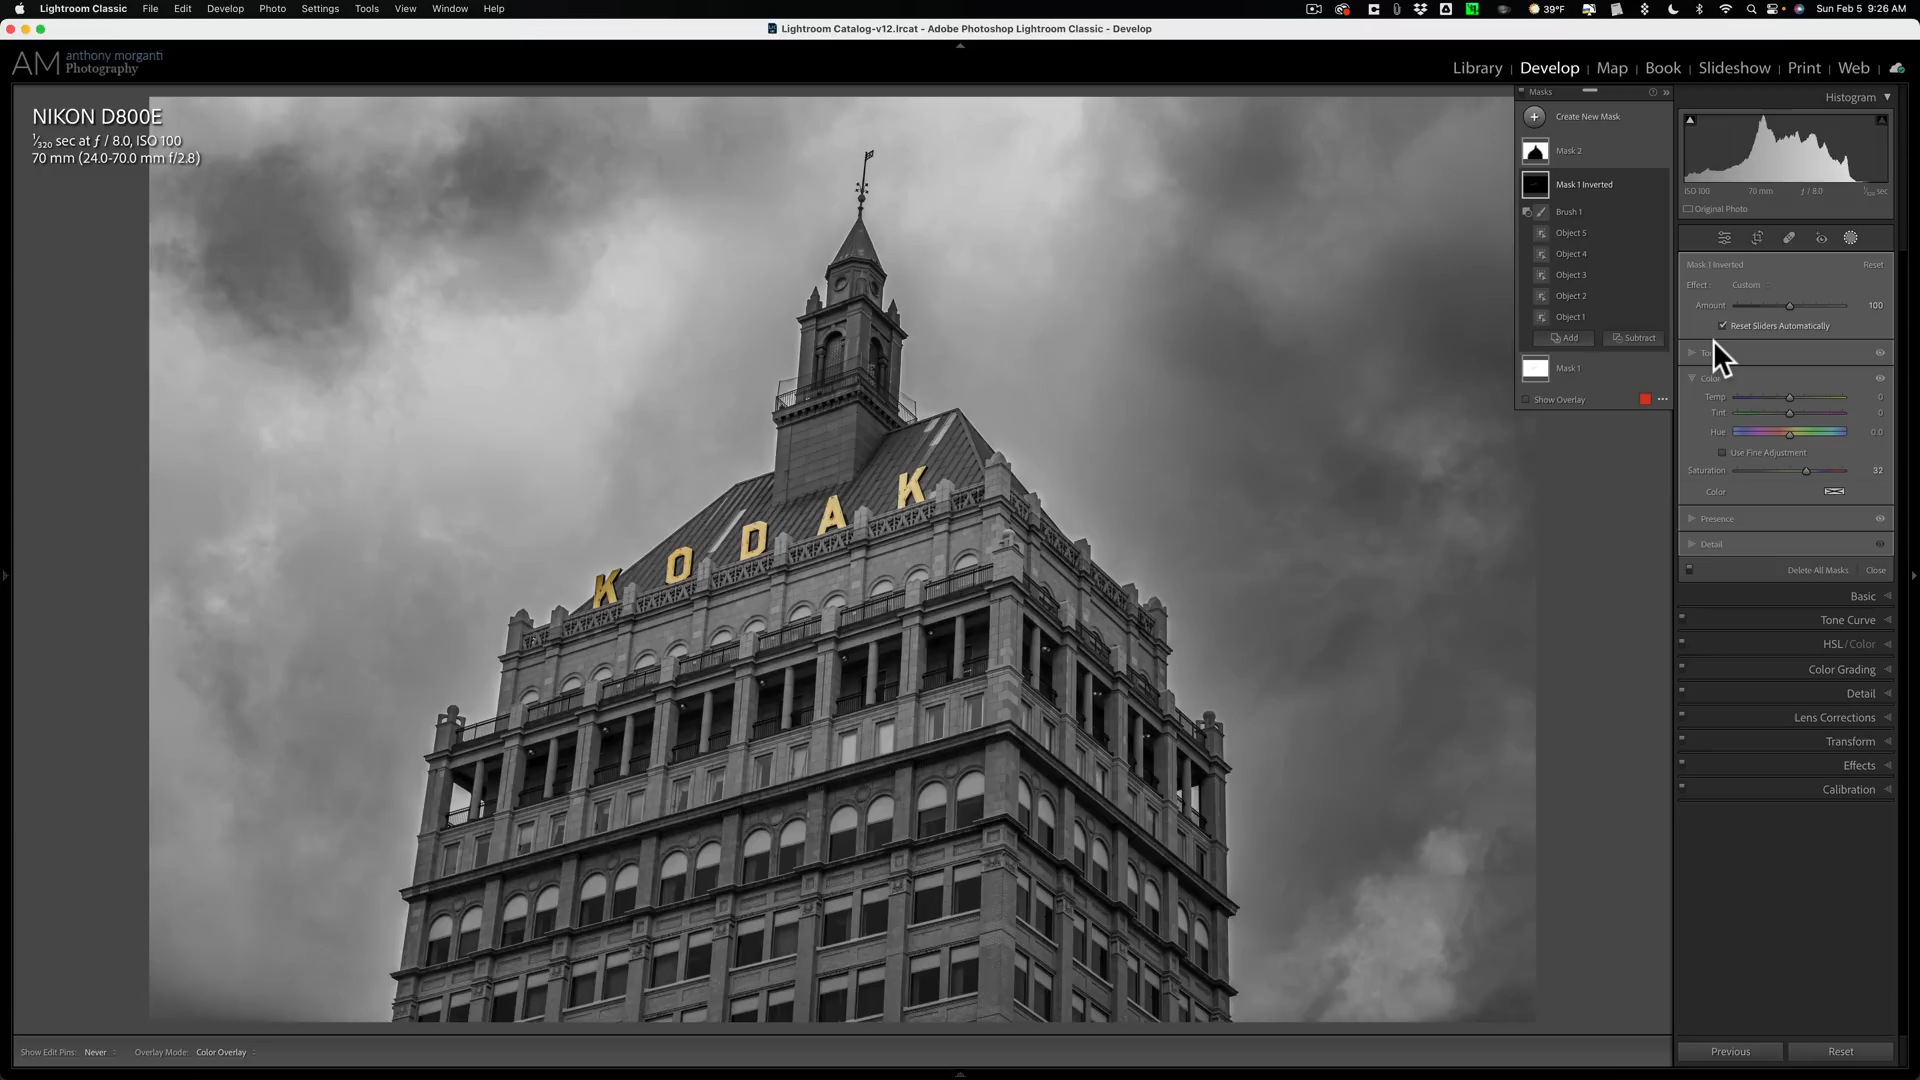 Lightroom Classic File Edit Develop Photo Settings Tools View Window Help 39°F Sun Feb 5 9:26 AM
Lightroom Catalog-v12.lrcat - Adobe Photoshop Lightroom Classic - Develop
AM anthony morganti
Photography
Library | Develop | Map | Book | Slideshow | Print | Web
NIKON D800E
1/320 sec at ƒ / 8.0, ISO 100
70 mm (24.0-70.0 mm f/2.8)
KODAK
Masks
Create New Mask
Mask 2
Mask 1 Inverted
Brush 1
Object 5
Object 4
Object 3
Object 2
Object 1
Add Subtract
Mask 1
Show Overlay
Histogram
ISO 100 70 mm ƒ / 8.0 1/320 sec
Original Photo
Mask 1 Inverted Reset
Effect : Custom
Amount 100
Reset Sliders Automatically
Color
Temp 0
Tint 0
Hue 0.0
Use Fine Adjustment
Saturation 32
Color
Presence
Detail
Delete All Masks Close
Basic
Tone Curve
HSL / Color
Color Grading
Detail
Lens Corrections
Transform
Effects
Calibration
Show Edit Pins: Never Overlay Mode: Color Overlay
Previous Reset